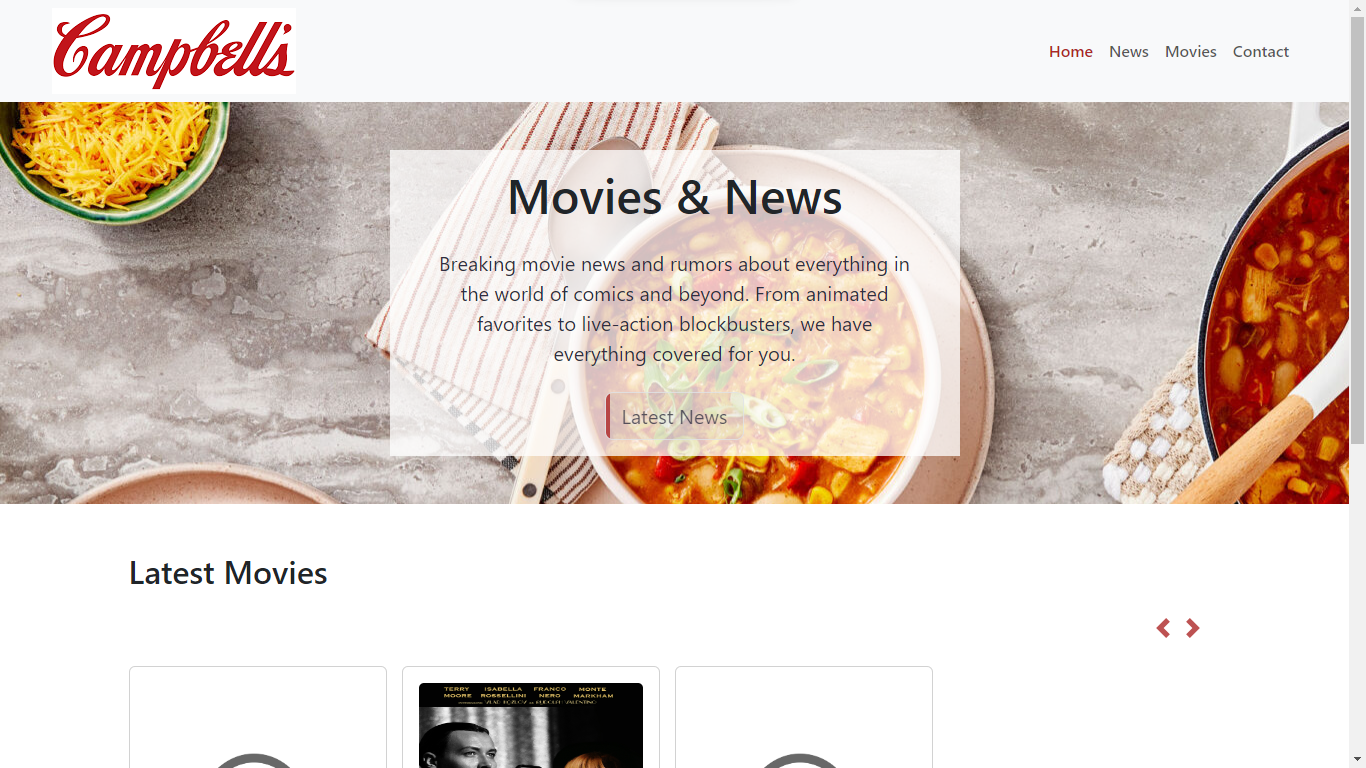 Campbell's
Home News Movies Contact
Movies & News
Breaking movie news and rumors about everything in
the world of comics and beyond. From animated
favorites to live-action blockbusters, we have
everything covered for you.
Latest News
Latest Movies
TERRY ISABELLA FRANCO MONTE
MOORE ROSSELLINI NERO MARKHAM